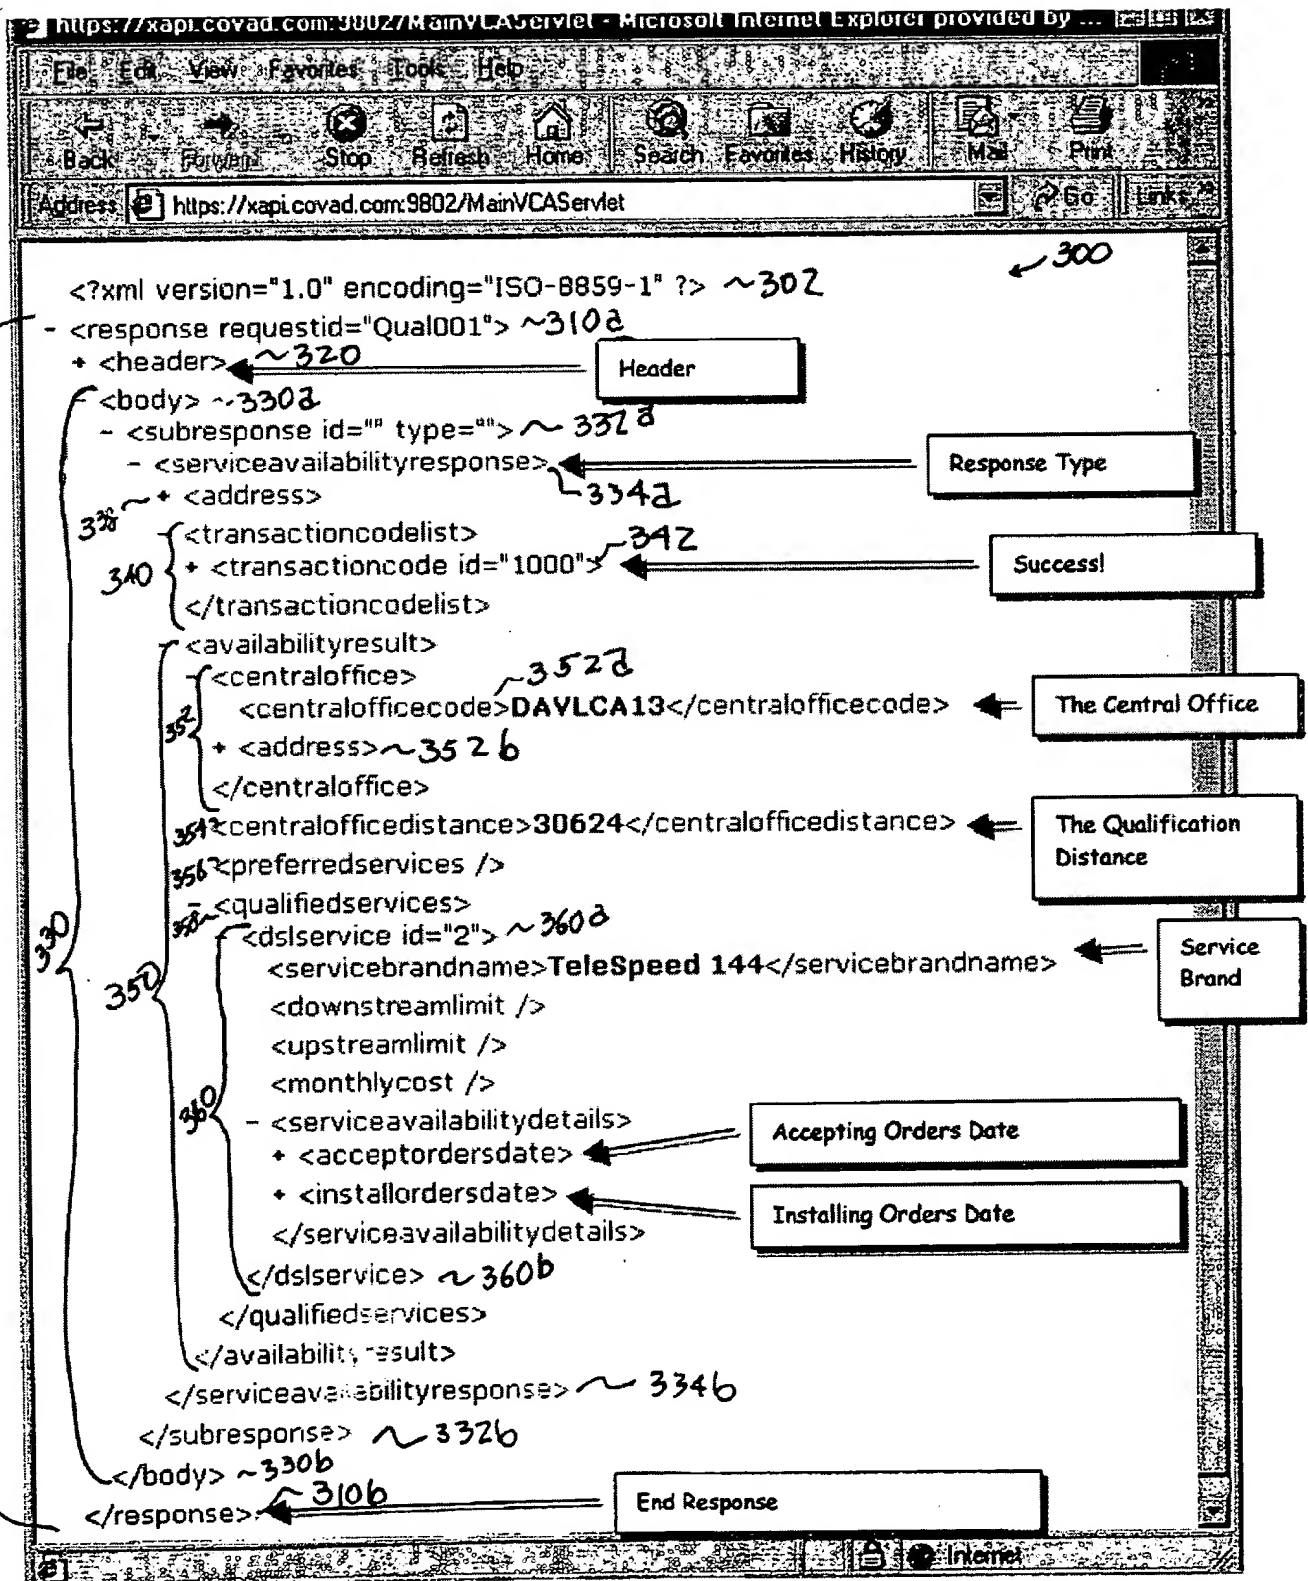 https://xapi.covad.com:9802/MainVCAServlet - Microsoft Internet Explorer provided by ...
File Edit View Favorites Tools Help
Back Forward Stop Refresh Home Search Favorites History Mail Print
Address https://xapi.covad.com:9802/MainVCAServlet Go Links
300
<?xml version="1.0" encoding="ISO-8859-1" ?> ~302
- <response requestid="Qual001"> ~310a
+ <header> ~320 Header
- <body> ~330a
- <subresponse id="" type=""> ~332a
- <serviceavailabilityresponse> 334a Response Type
338 ~ + <address>
- <transactioncodelist>
340 + <transactioncode id="1000"> 342 Success!
</transactioncodelist>
- <availabilityresult>
- <centraloffice> ~352a
352 <centralofficecode>DAVLCA13</centralofficecode> The Central Office
+ <address> ~352b
</centraloffice>
354~ <centralofficedistance>30624</centralofficedistance> The Qualification Distance
356~ <preferredservices />
358~ - <qualifiedservices>
330 - <dslservice id="2"> ~360a
350 <servicebrandname>TeleSpeed 144</servicebrandname> Service Brand
<downstreamlimit />
<upstreamlimit />
<monthlycost />
360 - <serviceavailabilitydetails>
+ <acceptordersdate> Accepting Orders Date
+ <installordersdate> Installing Orders Date
</serviceavailabilitydetails>
</dslservice> ~360b
</qualifiedservices>
</availabilityresult>
</serviceavailabilityresponse> ~334b
</subresponse> ~332b
</body> ~330b
</response> ~310b End Response
Internet